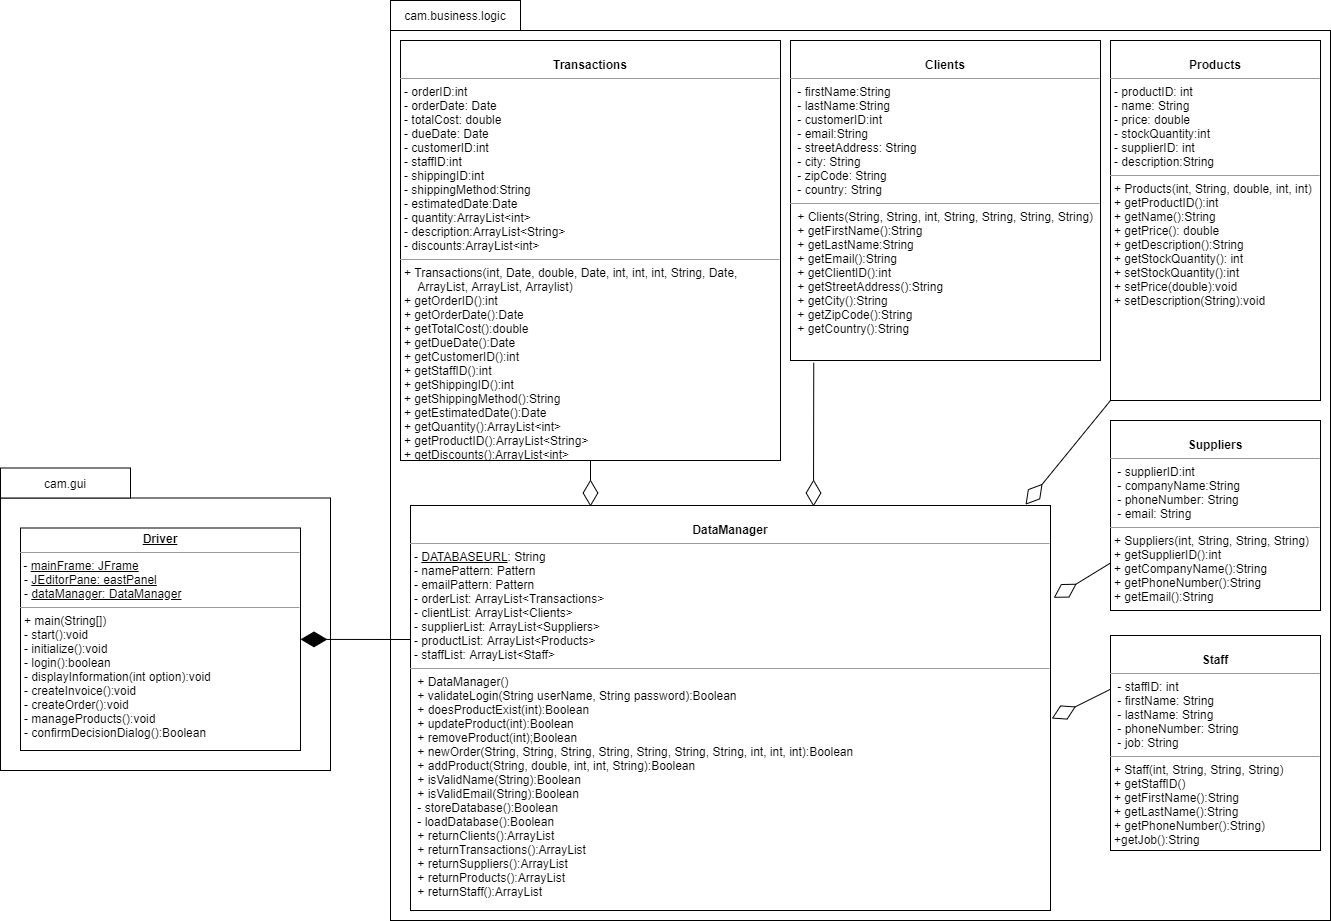 cam.business.logic
Transactions
- orderID:int
- orderDate: Date
- totalCost: double
- dueDate: Date
- customerID:int
- staffID:int
- shippingID:int
- shippingMethod:String
- estimatedDate:Date
- quantity:ArrayList<int>
- description:ArrayList<String>
- discounts:ArrayList<int>
+ Transactions(int, Date, double, Date, int, int, int, String, Date,
ArrayList, ArrayList, Arraylist)
+ getOrderID():int
+ getOrderDate():Date
+ getTotalCost():double
+ getDueDate():Date
+ getCustomerID():int
+ getStaffID():int
+ getShippingID():int
+ getShippingMethod():String
+ getEstimatedDate():Date
+ getQuantity():ArrayList<int>
+ getProductID():ArrayList<String>
+ getDiscounts():ArrayList<int>
Clients
- firstName:String
- lastName:String
- customerID:int
- email:String
- streetAddress: String
- city: String
- zipCode: String
- country: String
+ Clients(String, String, int, String, String, String, String)
+ getFirstName():String
+ getLastName:String
+ getEmail():String
+ getClientID():int
+ getStreetAddress():String
+ getCity():String
+ getZipCode():String
+ getCountry():String
Products
- productID: int
- name: String
- price: double
- stockQuantity:int
- supplierID: int
- description:String
+ Products(int, String, double, int, int)
+ getProductID():int
+ getName():String
+ getPrice(): double
+ getDescription():String
+ getStockQuantity(): int
+ setStockQuantity():int
+ setPrice(double):void
+ setDescription(String):void
Suppliers
- supplierID:int
- companyName:String
- phoneNumber: String
- email: String
+ Suppliers(int, String, String, String)
+ getSupplierID():int
+ getCompanyName():String
+ getPhoneNumber():String
+ getEmail():String
cam.gui
Driver
- mainFrame: JFrame
- JEditorPane: eastPanel
- dataManager: DataManager
+ main(String[])
- start():void
- initialize():void
- login():boolean
- displayInformation(int option):void
- createInvoice():void
- createOrder():void
- manageProducts():void
- confirmDecisionDialog():Boolean
DataManager
- DATABASEURL: String
- namePattern: Pattern
- emailPattern: Pattern
- orderList: ArrayList<Transactions>
- clientList: ArrayList<Clients>
- supplierList: ArrayList<Suppliers>
- productList: ArrayList<Products>
- staffList: ArrayList<Staff>
+ DataManager()
+ validateLogin(String userName, String password):Boolean
+ doesProductExist(int):Boolean
+ updateProduct(int):Boolean
+ removeProduct(int);Boolean
+ newOrder(String, String, String, String, String, String, String, int, int, int):Boolean
+ addProduct(String, double, int, int, String):Boolean
+ isValidName(String):Boolean
+ isValidEmail(String):Boolean
- storeDatabase():Boolean
- loadDatabase():Boolean
+ returnClients():ArrayList
+ returnTransactions():ArrayList
+ returnSuppliers():ArrayList
+ returnProducts():ArrayList
+ returnStaff():ArrayList
Staff
- staffID: int
- firstName: String
- lastName: String
- phoneNumber: String
- job: String
+ Staff(int, String, String, String)
+ getStaffID()
+ getFirstName():String
+ getLastName():String
+ getPhoneNumber():String)
+getJob():String